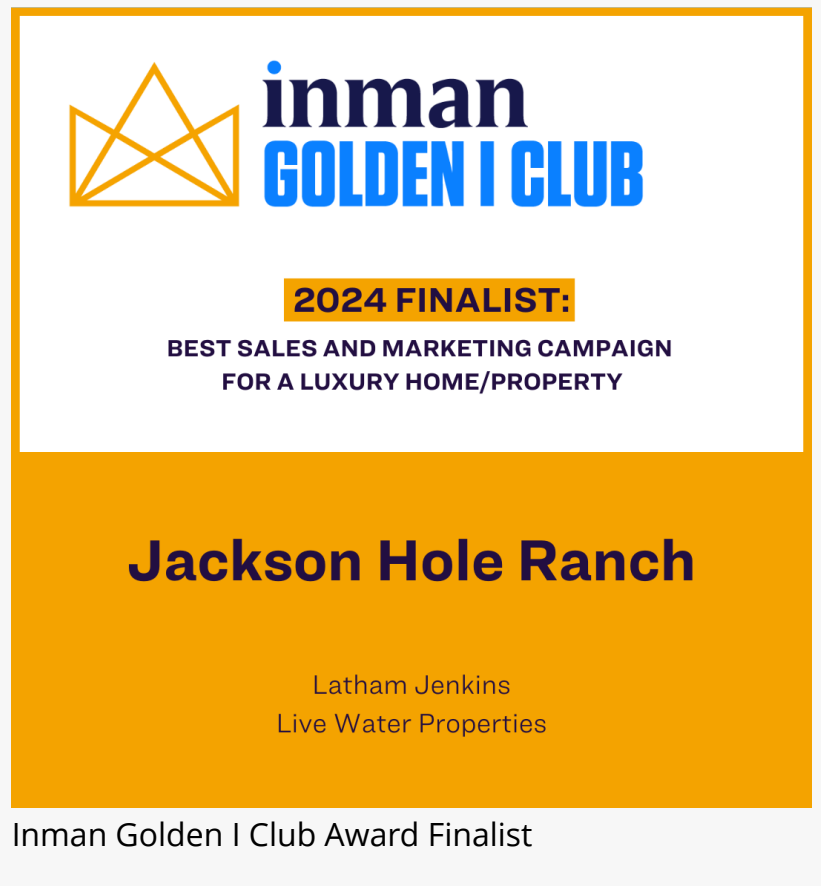 inman
GOLDEN I CLUB
2024 FINALIST:
BEST SALES AND MARKETING CAMPAIGN
FOR A LUXURY HOME/PROPERTY
Jackson Hole Ranch
Latham Jenkins
Live Water Properties
Inman Golden I Club Award Finalist